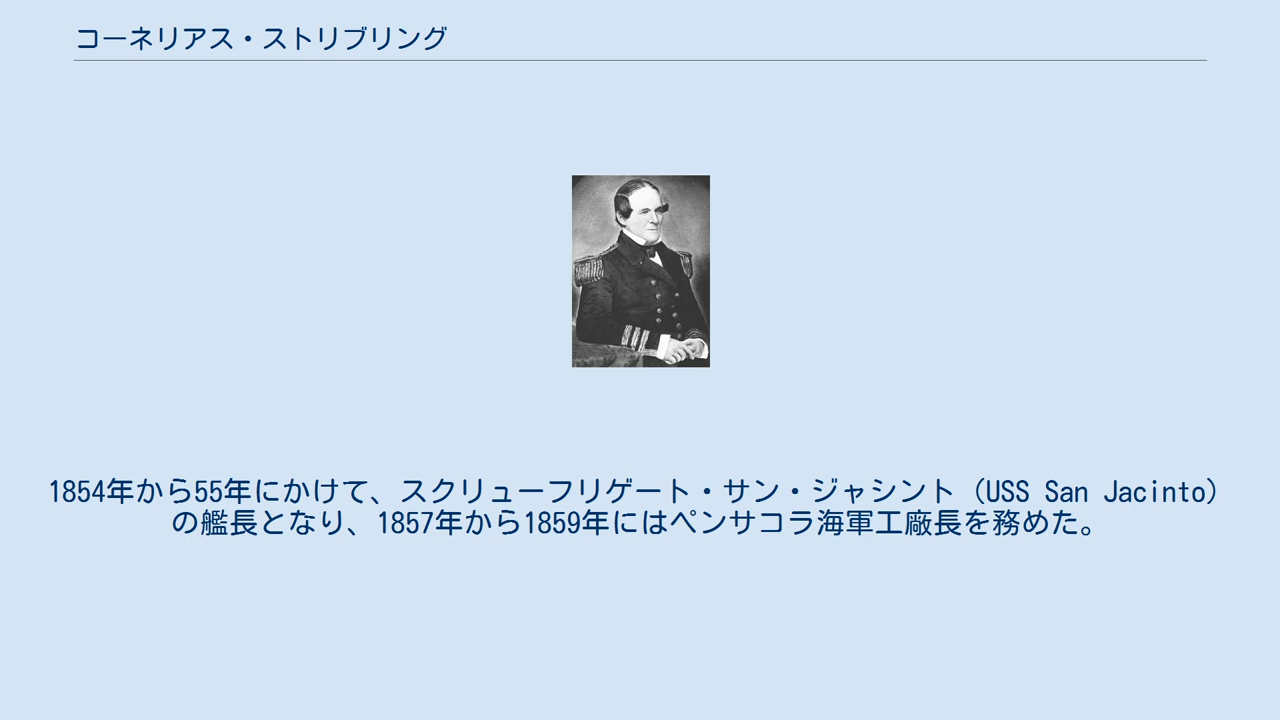 コーネリアス・ストリブリング
1854年から55年にかけて、スクリューフリゲート・サン・ジャシント（USS San Jacinto）
の艦長となり、1857年から1859年にはペンサコラ海軍工廠長を務めた。